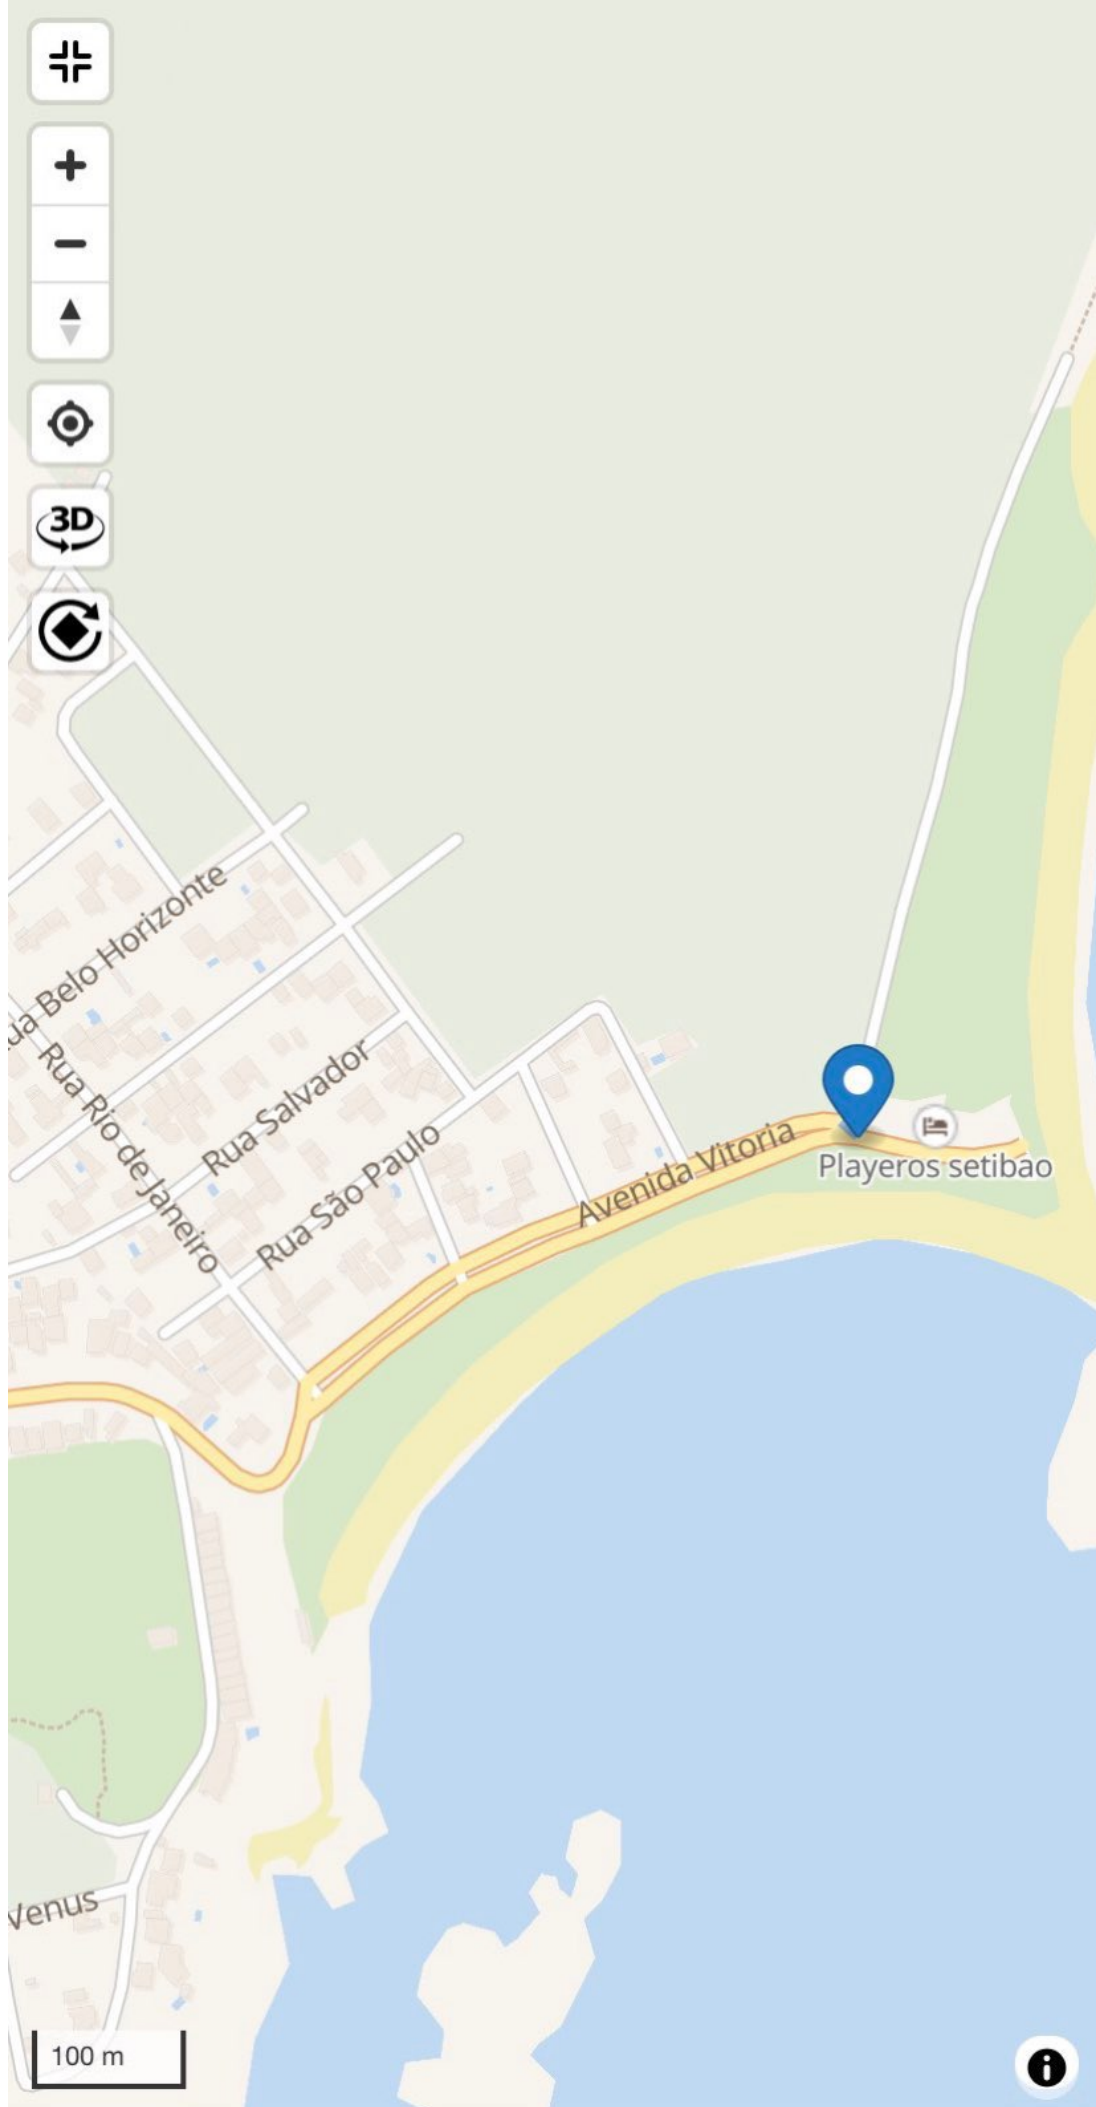 3D
ua Belo Horizonte
Rua Rio de Janeiro
Rua Salvador
Rua São Paulo
Avenida Vitoria
Playeros setibao
Venus
100 m